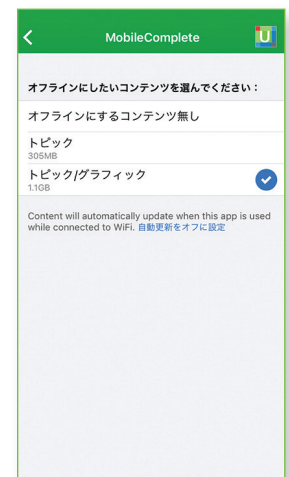 MobileComplete
U
オフラインにしたいコンテンツを選んでください：
オフラインにするコンテンツ無し
トピック
305MB
トピック/グラフィック
1.1GB
Content will automatically update when this app is used
while connected to WiFi. 自動更新をオフに設定